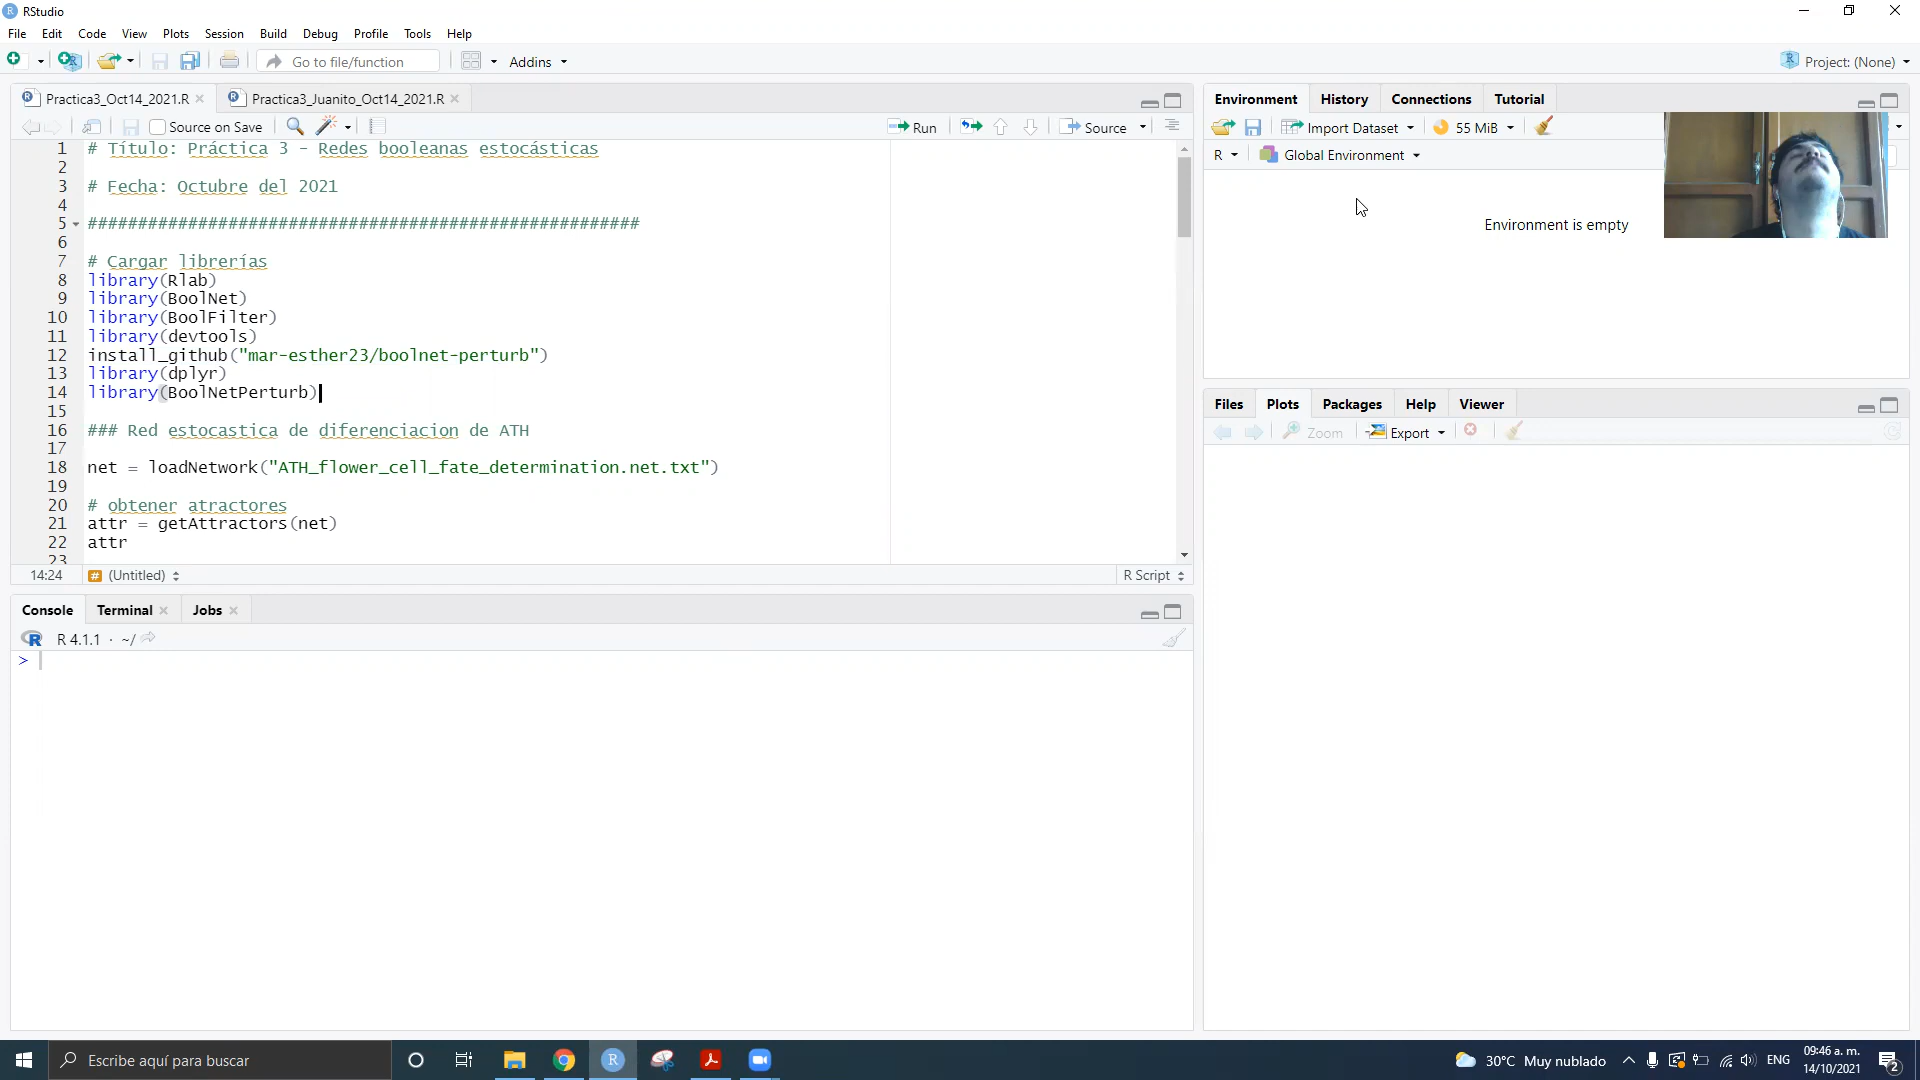 RStudio
File Edit Code View Plots Session Build Debug Profile Tools Help
Go to file/function Addins Project: (None)
Practica3_Oct14_2021.R Practica3_Juanito_Oct14_2021.R
Source on Save Run Source
1 # Título: Práctica 3 - Redes booleanas estocásticas
2
3 # Fecha: Octubre del 2021
4
5 #######################################################
6
7 # Cargar librerías
8 library(Rlab)
9 library(BoolNet)
10 library(BoolFilter)
11 library(devtools)
12 install_github("mar-esther23/boolnet-perturb")
13 library(dplyr)
14 library(BoolNetPerturb)
15
16 ### Red estocastica de diferenciacion de ATH
17
18 net = loadNetwork("ATH_flower_cell_fate_determination.net.txt")
19
20 # obtener atractores
21 attr = getAttractors(net)
22 attr
23
14:24 (Untitled) R Script
Console Terminal Jobs
R 4.1.1 · ~/
>
Environment History Connections Tutorial
Import Dataset 55 MiB
R Global Environment
Environment is empty
Files Plots Packages Help Viewer
Zoom Export
Escribe aquí para buscar
30°C Muy nublado ENG 09:46 a. m.
14/10/2021
2